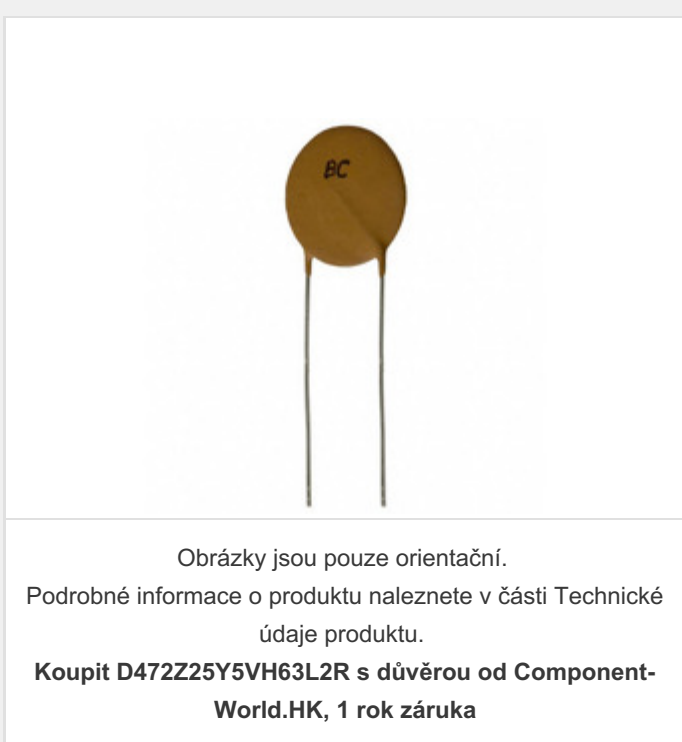 BC
Obrázky jsou pouze orientační.
Podrobné informace o produktu naleznete v části Technické
údaje produktu.
Koupit D472Z25Y5VH63L2R s důvěrou od Component-
World.HK, 1 rok záruka